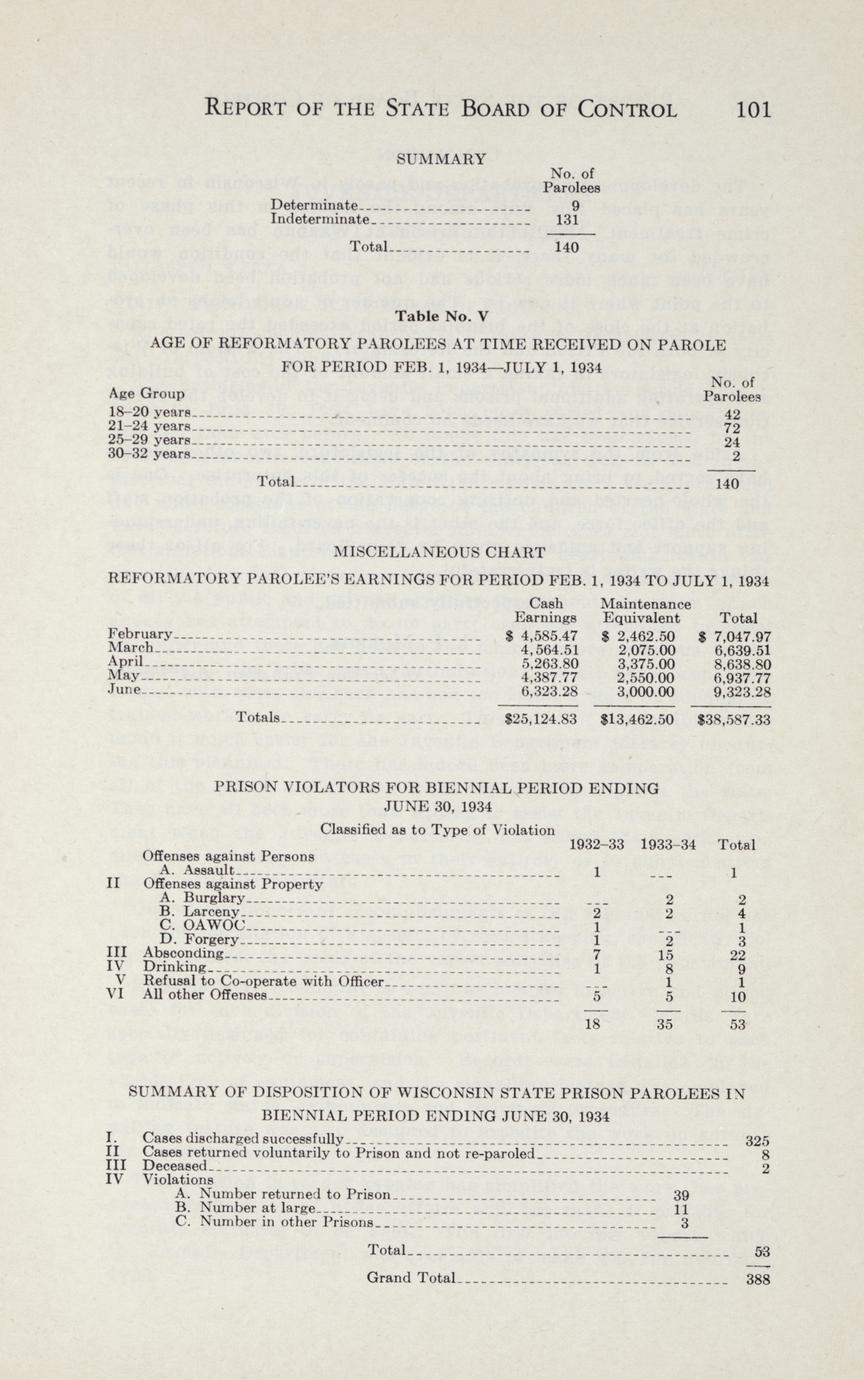 REPORT OF THE STATE BOARD OF CONTROL 101
SUMMARY
No. of
Parolees
Determinate 9
Indeterminate 131
Total 140
Table No. V
AGE OF REFORMATORY PAROLEES AT TIME RECEIVED ON PAROLE
FOR PERIOD FEB. 1, 1934—JULY 1, 1934
No. of
Age Group Parolees
18–20 years 42
21–24 years 72
25–29 years 24
30–32 years 2
Total 140
MISCELLANEOUS CHART
REFORMATORY PAROLEE'S EARNINGS FOR PERIOD FEB. 1, 1934 TO JULY 1, 1934
Cash Maintenance
Earnings Equivalent Total
February $ 4,585.47 $ 2,462.50 $ 7,047.97
March 4,564.51 2,075.00 6,639.51
April 5,263.80 3,375.00 8,638.80
May 4,387.77 2,550.00 6,937.77
June 6,323.28 3,000.00 9,323.28
Totals $25,124.83 $13,462.50 $38,587.33
PRISON VIOLATORS FOR BIENNIAL PERIOD ENDING
JUNE 30, 1934
Classified as to Type of Violation
1932–33 1933–34 Total
Offenses against Persons
A. Assault 1 --- 1
II Offenses against Property
A. Burglary --- 2 2
B. Larceny 2 2 4
C. OAWOC 1 --- 1
D. Forgery 1 2 3
III Absconding 7 15 22
IV Drinking 1 8 9
V Refusal to Co-operate with Officer --- 1 1
VI All other Offenses 5 5 10
18 35 53
SUMMARY OF DISPOSITION OF WISCONSIN STATE PRISON PAROLEES IN
BIENNIAL PERIOD ENDING JUNE 30, 1934
I. Cases discharged successfully 325
II Cases returned voluntarily to Prison and not re-paroled 8
III Deceased 2
IV Violations
A. Number returned to Prison 39
B. Number at large 11
C. Number in other Prisons 3
Total 53
Grand Total 388